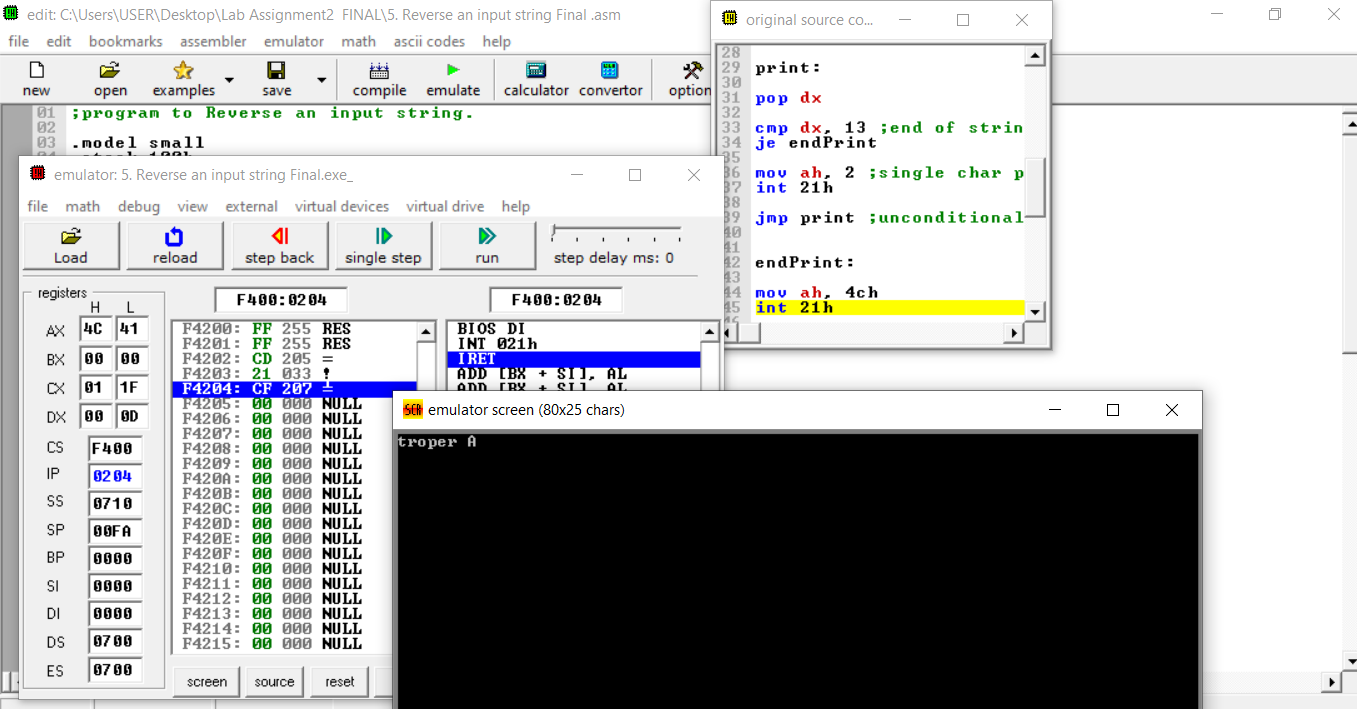 edit: C:\Users\USER\Desktop\Lab Assignment2 FINAL\5. Reverse an input string Final .asm
file edit bookmarks assembler emulator math ascii codes help
new open examples save compile emulate calculator convertor option
01 ;program to Reverse an input string.
02
03 .model small
emulator: 5. Reverse an input string Final.exe_
file math debug view external virtual devices virtual drive help
Load reload step back single step run step delay ms: 0
registers
H L
AX 4C 41
BX 00 00
CX 01 1F
DX 00 0D
CS F400
IP 0204
SS 0710
SP 00FA
BP 0000
SI 0000
DI 0000
DS 0700
ES 0700
F400:0204
F4200: FF 255 RES
F4201: FF 255 RES
F4202: CD 205 =
F4203: 21 033 !
F4204: CF 207 ╧
F4205: 00 000 NULL
F4206: 00 000 NULL
F4207: 00 000 NULL
F4208: 00 000 NULL
F4209: 00 000 NULL
F420A: 00 000 NULL
F420B: 00 000 NULL
F420C: 00 000 NULL
F420D: 00 000 NULL
F420E: 00 000 NULL
F420F: 00 000 NULL
F4210: 00 000 NULL
F4211: 00 000 NULL
F4212: 00 000 NULL
F4213: 00 000 NULL
F4214: 00 000 NULL
F4215: 00 000 NULL
F400:0204
BIOS DI
INT 021h
IRET
ADD [BX + SI], AL
ADD [BX + SI], AL
screen source reset
original source co...
28
29 print:
30
31 pop dx
32
33 cmp dx, 13 ;end of strin
34 je endPrint
35
36 mov ah, 2 ;single char p
37 int 21h
38
39 jmp print ;unconditional
40
41
42 endPrint:
43
44 mov ah, 4ch
45 int 21h
emulator screen (80x25 chars)
troper A